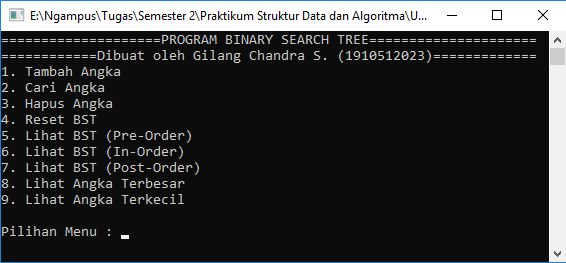 E:\Ngampus\Tugas\Semester 2\Praktikum Struktur Data dan Algoritma\U...
====================PROGRAM BINARY SEARCH TREE=====================
============Dibuat oleh Gilang Chandra S. (1910512023)=============
1. Tambah Angka
2. Cari Angka
3. Hapus Angka
4. Reset BST
5. Lihat BST (Pre-Order)
6. Lihat BST (In-Order)
7. Lihat BST (Post-Order)
8. Lihat Angka Terbesar
9. Lihat Angka Terkecil
Pilihan Menu :